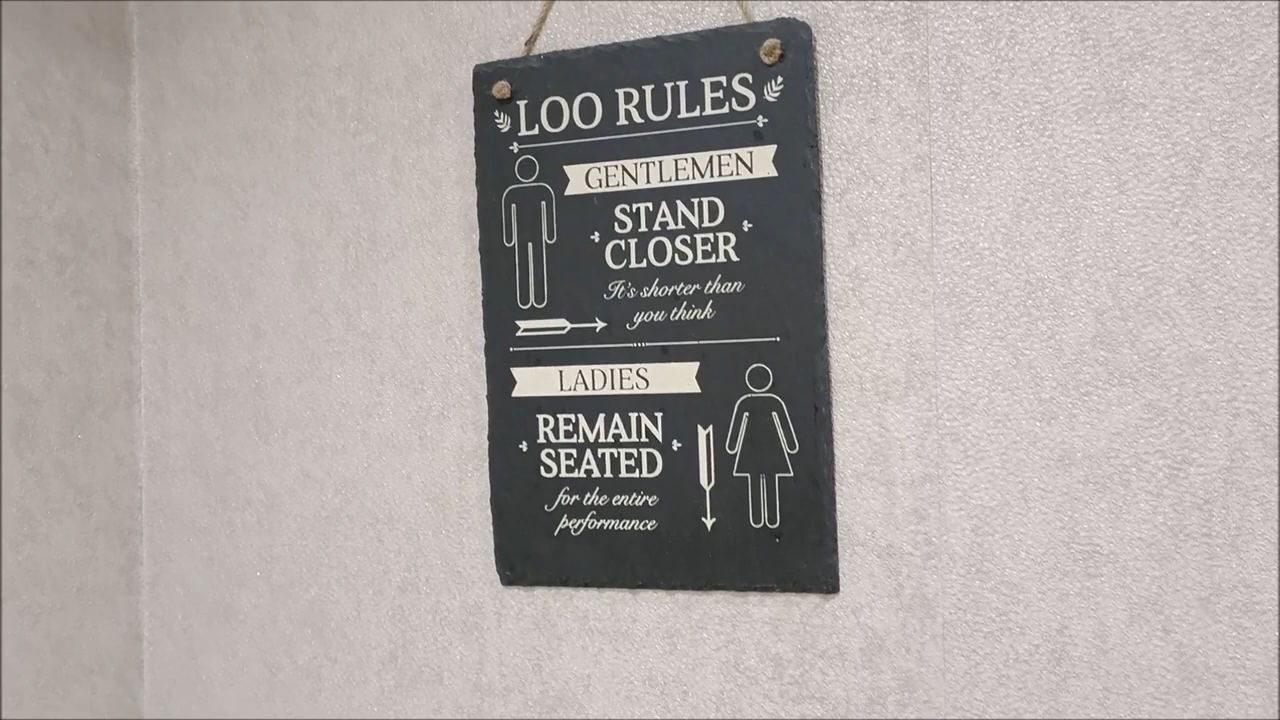 LOO RULES
GENTLEMEN
STAND
CLOSER
It's shorter than
you think
LADIES
REMAIN
SEATED
for the entire
performance